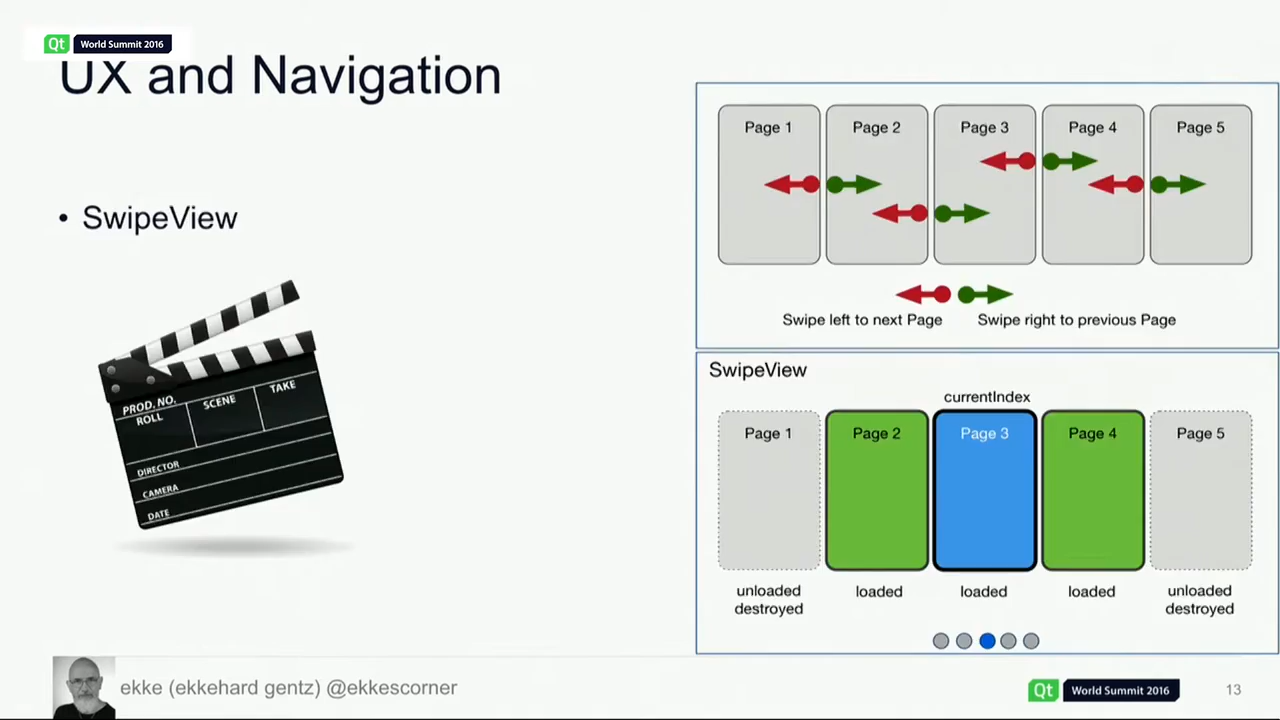 Qt World Summit 2016
UX and Navigation
• SwipeView
PROD. NO.
ROLL
SCENE
TAKE
DIRECTOR
CAMERA
DATE
Page 1 Page 2 Page 3 Page 4 Page 5
Swipe left to next Page Swipe right to previous Page
SwipeView
currentIndex
Page 1 Page 2 Page 3 Page 4 Page 5
unloaded destroyed
loaded
loaded
loaded
unloaded destroyed
ekke (ekkehard gentz) @ekkescorner
Qt World Summit 2016
13